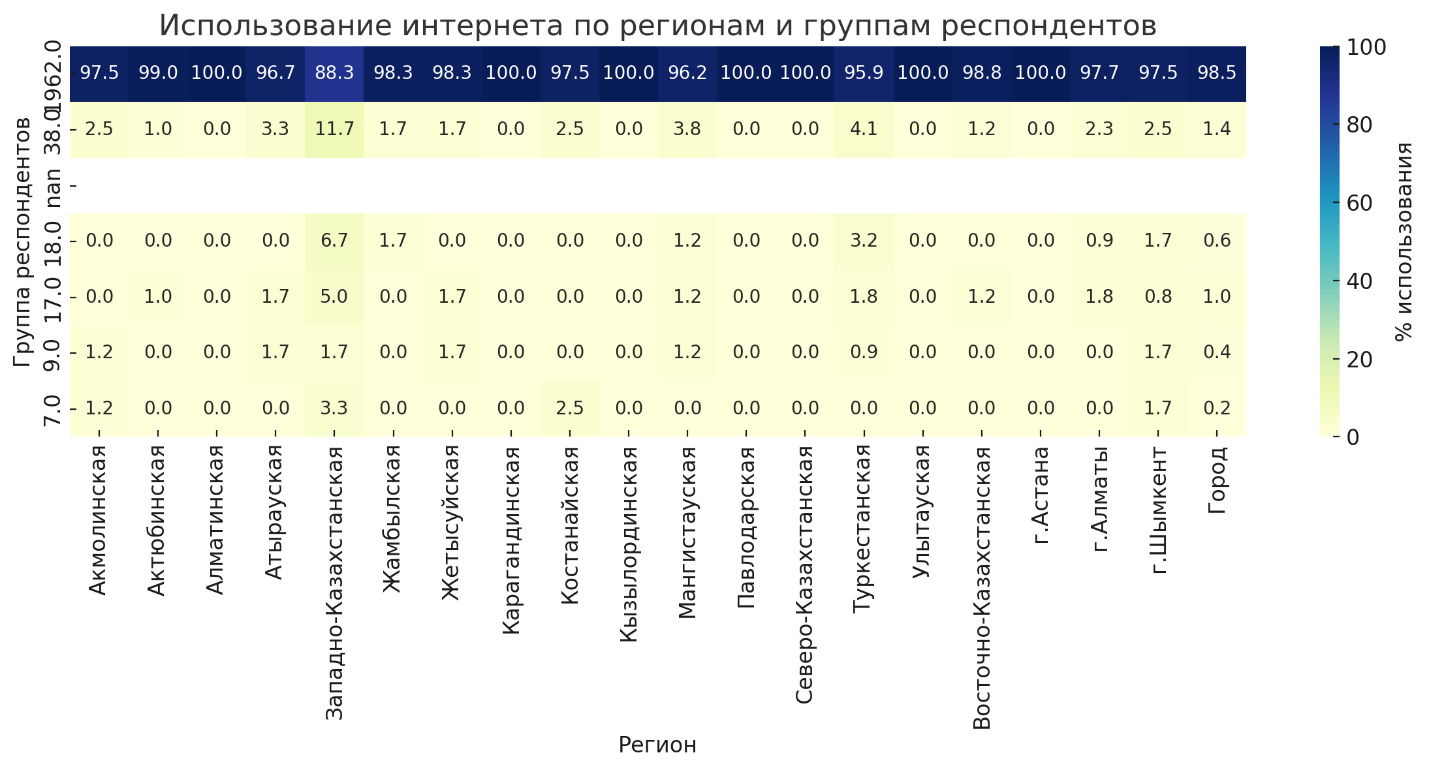 Использование интернета по регионам и группам респондентов
Группа респондентов
1962.0 97.5 99.0 100.0 96.7 88.3 98.3 98.3 100.0 97.5 100.0 96.2 100.0 100.0 95.9 100.0 98.8 100.0 97.7 97.5 98.5
38.0 2.5 1.0 0.0 3.3 11.7 1.7 1.7 0.0 2.5 0.0 3.8 0.0 0.0 4.1 0.0 1.2 0.0 2.3 2.5 1.4
nan
18.0 0.0 0.0 0.0 0.0 6.7 1.7 0.0 0.0 0.0 0.0 1.2 0.0 0.0 3.2 0.0 0.0 0.0 0.9 1.7 0.6
17.0 0.0 1.0 0.0 1.7 5.0 0.0 1.7 0.0 0.0 0.0 1.2 0.0 0.0 1.8 0.0 1.2 0.0 1.8 0.8 1.0
9.0 1.2 0.0 0.0 1.7 1.7 0.0 1.7 0.0 0.0 0.0 1.2 0.0 0.0 0.9 0.0 0.0 0.0 0.0 1.7 0.4
7.0 1.2 0.0 0.0 0.0 3.3 0.0 0.0 0.0 2.5 0.0 0.0 0.0 0.0 0.0 0.0 0.0 0.0 0.0 1.7 0.2
Акмолинская
Актюбинская
Алматинская
Атырауская
Западно-Казахстанская
Жамбылская
Жетысуйская
Карагандинская
Костанайская
Кызылординская
Мангистауская
Павлодарская
Северо-Казахстанская
Туркестанская
Улытауская
Восточно-Казахстанская
г.Астана
г.Алматы
г.Шымкент
Город
Регион
100
80
60
40
20
0
% использования